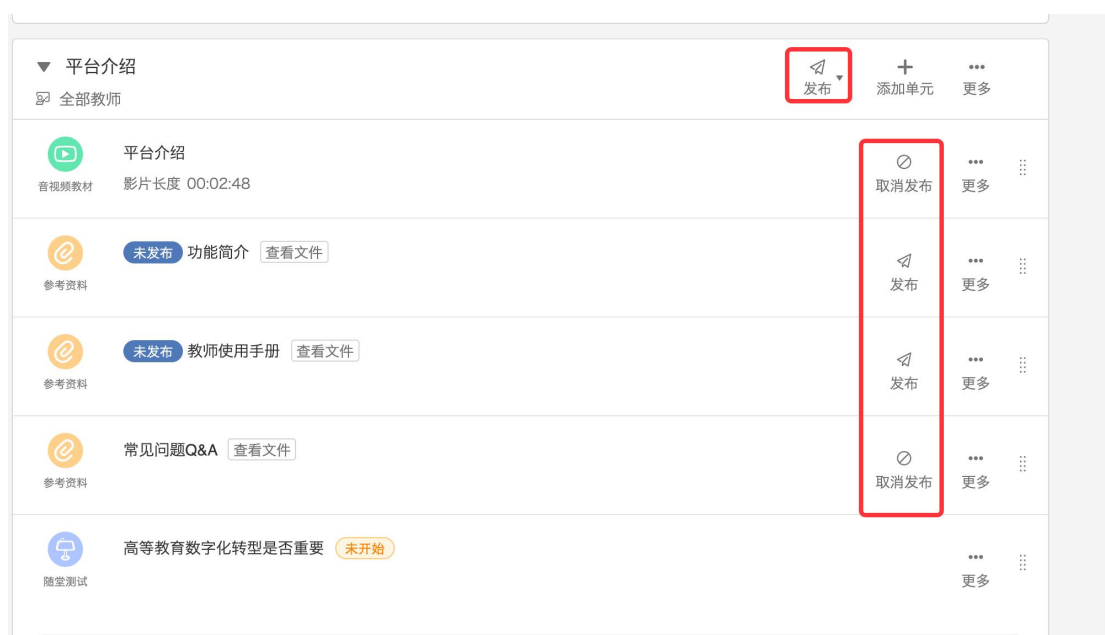 平台介绍
发布
添加单元
更多
全部教师
平台介绍
音视频教材
影片长度 00:02:48
取消发布
更多
未发布 功能简介 查看文件
参考资料
发布
更多
未发布 教师使用手册 查看文件
参考资料
发布
更多
常见问题Q&A 查看文件
参考资料
取消发布
更多
高等教育数字化转型是否重要 未开始
随堂测试
更多